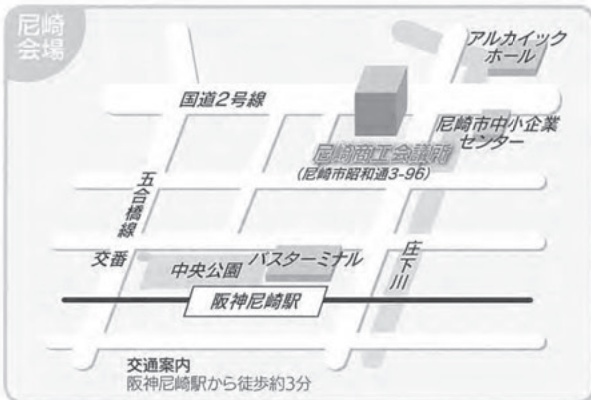 尼崎
会場
アルカイック
ホール
国道2号線
尼崎市中小企業
センター
尼崎商工会議所
(尼崎市昭和通3-96)
五合橋線
交番
中央公園
バスターミナル
庄下川
阪神尼崎駅
交通案内
阪神尼崎駅から徒歩約3分